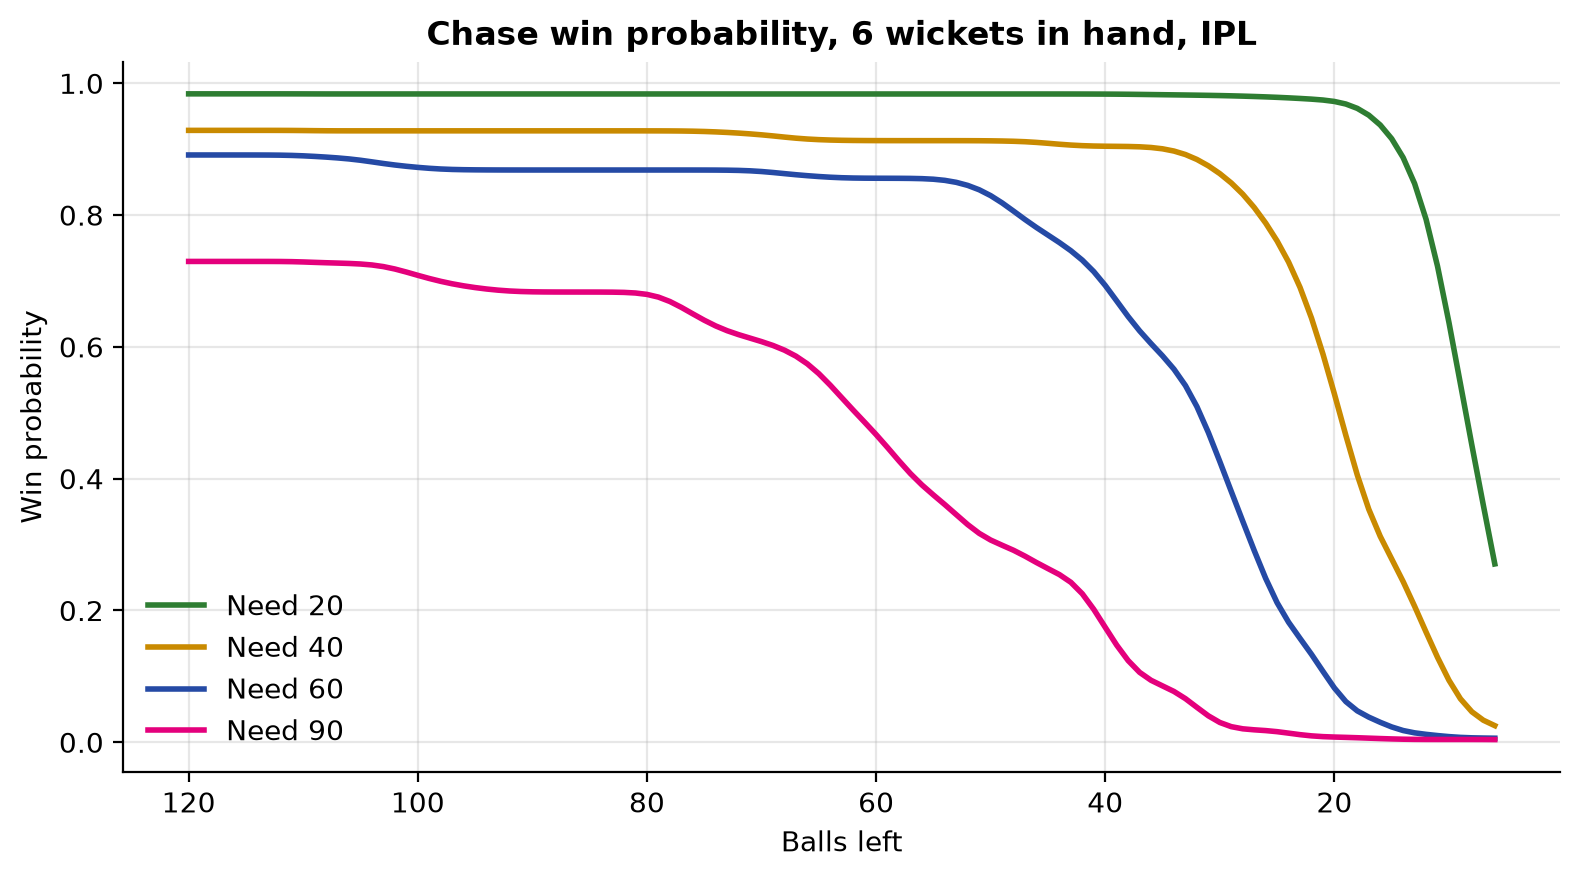 Chase win probability, 6 wickets in hand, IPL
Win probability
1.0
0.8
0.6
0.4
0.2
0.0
Need 20
Need 40
Need 60
Need 90
120 100 80 60 40 20
Balls left